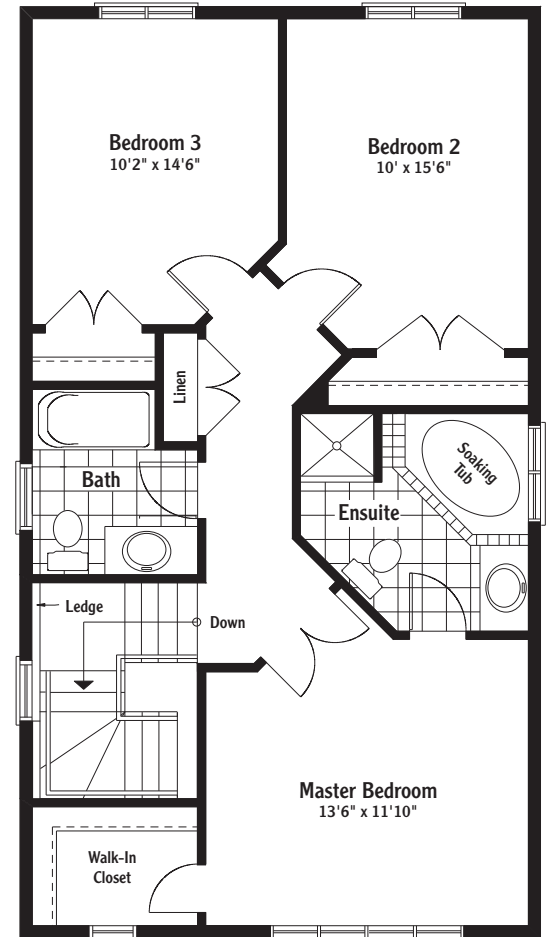 Bedroom 3
10'2" x 14'6"
Bedroom 2
10' x 15'6"
Linen
Bath
Soaking
Tub
Ensuite
Ledge
Down
Master Bedroom
13'6" x 11'10"
Walk-In
Closet